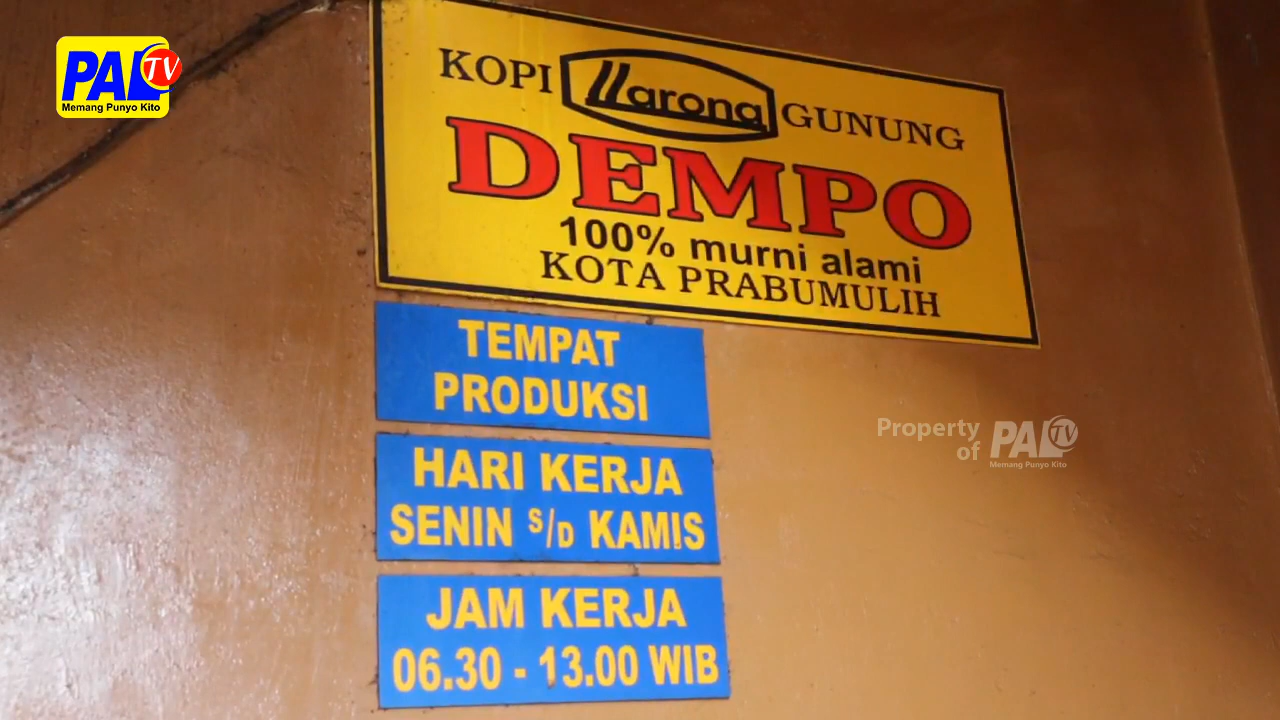 PAL TV
Memang Punyo Kito
KOPI Warong GUNUNG
DEMPO
100% murni alami
KOTA PRABUMULIH
TEMPAT
PRODUKSI
HARI KERJA
SENIN S/D KAMIS
JAM KERJA
06.30 - 13.00 WIB
Property
of PAL TV
Memang Punyo Kito